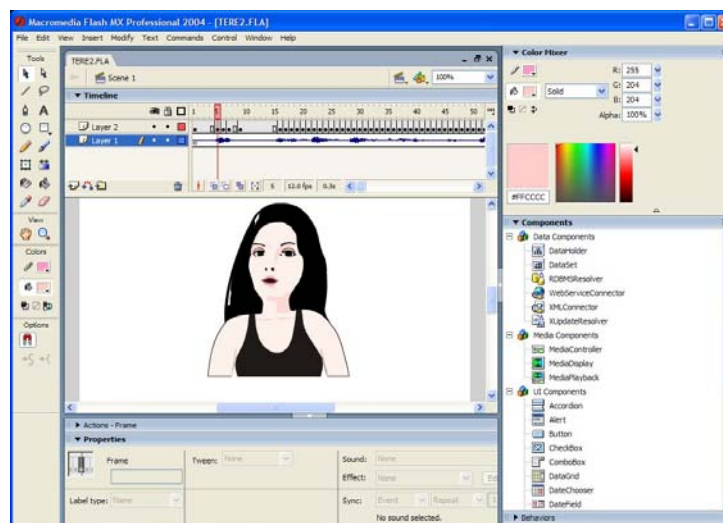 Macromedia Flash MX Professional 2004 - [TERE2.FLA]
File Edit View Insert Modify Text Commands Control Window Help
Tools
View
Colors
Options
TERE2.FLA
Scene 1
100%
Timeline
1 5 10 15 20 25 30 35 40 45 50
Layer 2
Layer 1
5 12.0 fps 0.3s
Actions - Frame
Properties
Frame
Tween: None
Sound: None
Effect: None
Label type: None
Sync: Event Repeat
No sound selected.
Color Mixer
R: 255
Solid G: 204
B: 204
Alpha: 100%
#FFCCCC
Components
Data Components
DataHolder
DataSet
RDBMSResolver
WebServiceConnector
XMLConnector
XUpdateResolver
Media Components
MediaController
MediaDisplay
MediaPlayback
UI Components
Accordion
Alert
Button
CheckBox
ComboBox
DataGrid
DateChooser
DateField
Behaviors